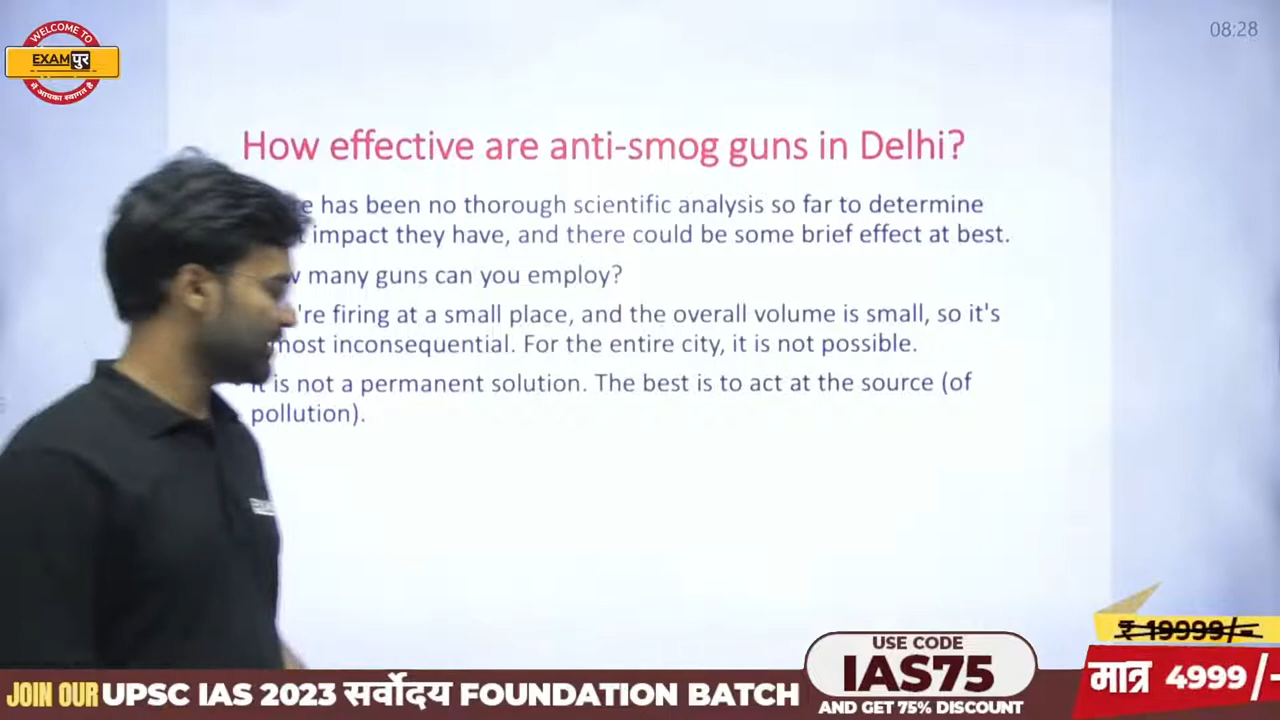 WELCOME TO
EXAMपुर
में आपका स्वागत है
08:28
How effective are anti-smog guns in Delhi?
has been no thorough scientific analysis so far to determine
impact they have, and there could be some brief effect at best.
many guns can you employ?
're firing at a small place, and the overall volume is small, so it's
inconsequential. For the entire city, it is not possible.
is not a permanent solution. The best is to act at the source (of
pollution).
₹ 19999/-
USE CODE
IAS75
मात्र 4999/-
JOIN OUR UPSC IAS 2023 सर्वोदय FOUNDATION BATCH
AND GET 75% DISCOUNT